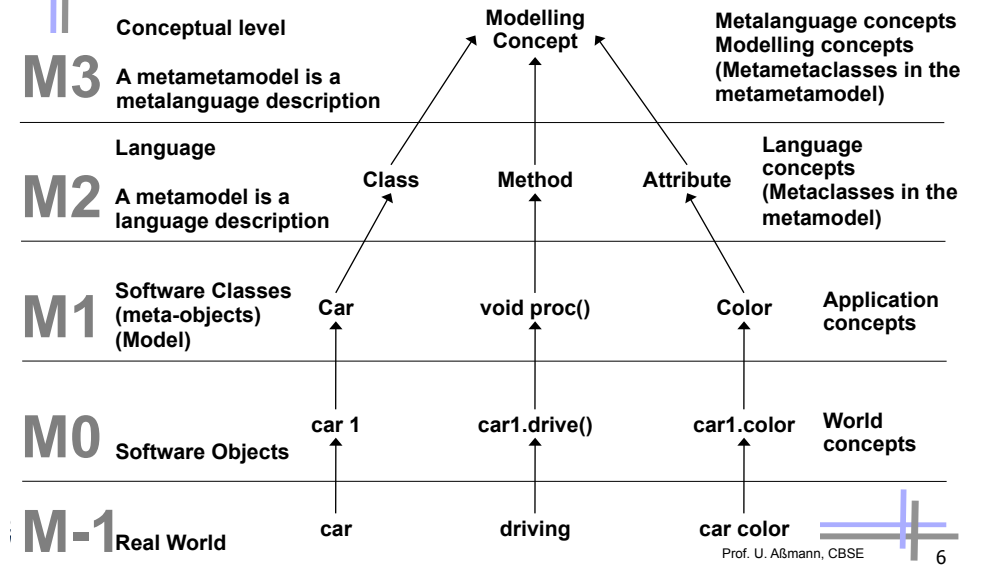 Conceptual level
M3
A metametamodel is a
metalanguage description
Modelling
Concept
Metalanguage concepts
Modelling concepts
(Metametaclasses in the
metametamodel)
Language
M2
A metamodel is a
language description
Class
Method
Attribute
Language
concepts
(Metaclasses in the
metamodel)
M1
Software Classes
(meta-objects)
(Model)
Car
void proc()
Color
Application
concepts
M0
Software Objects
car 1
car1.drive()
car1.color
World
concepts
M-1
Real World
car
driving
car color
Prof. U. Aßmann, CBSE
6